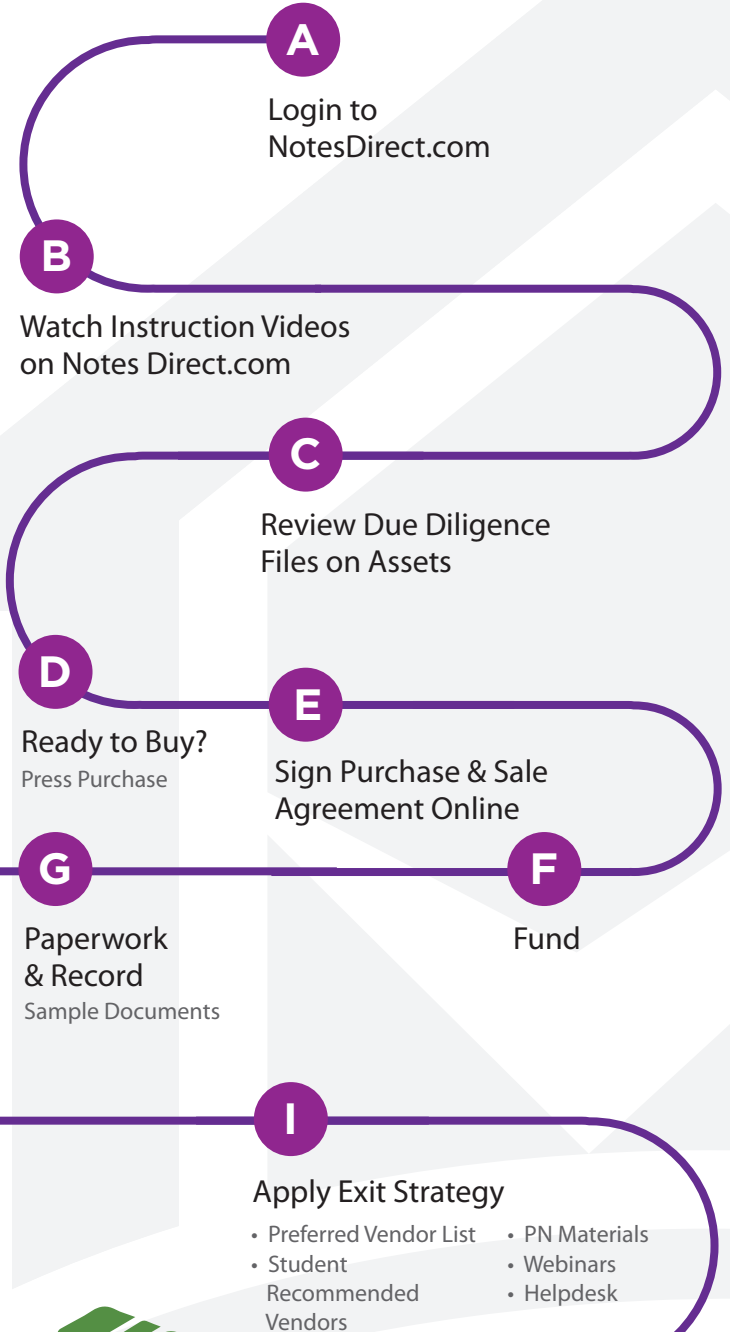 A
Login to
NotesDirect.com
B
Watch Instruction Videos
on Notes Direct.com
C
Review Due Diligence
Files on Assets
D
Ready to Buy?
Press Purchase
E
Sign Purchase & Sale
Agreement Online
F
Fund
G
Paperwork
& Record
Sample Documents
I
Apply Exit Strategy
• Preferred Vendor List
• Student
Recommended
Vendors
• PN Materials
• Webinars
• Helpdesk